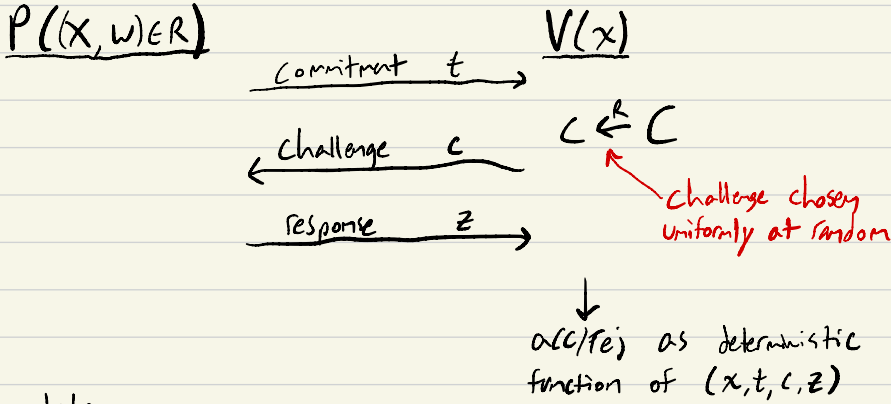 P((x,w)∈R) V(x)
commitment t
c ←R C
challenge c
challenge chosen
uniformly at random
response z
acc/rej as deterministic
function of (x,t,c,z)